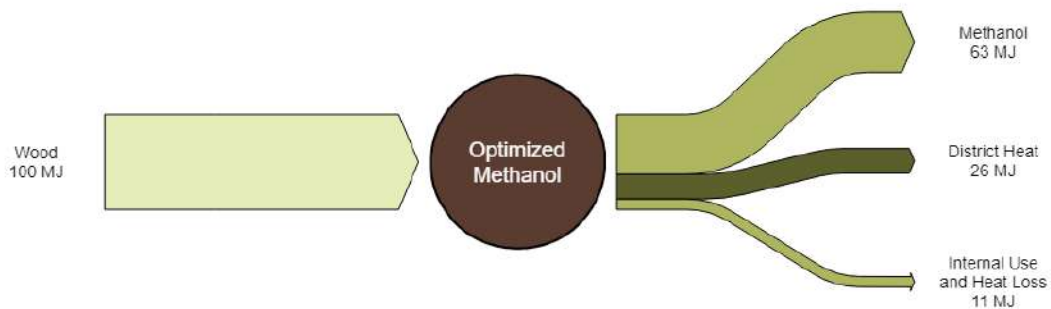 Wood
100 MJ
Optimized
Methanol
Methanol
63 MJ
District Heat
26 MJ
Internal Use
and Heat Loss
11 MJ